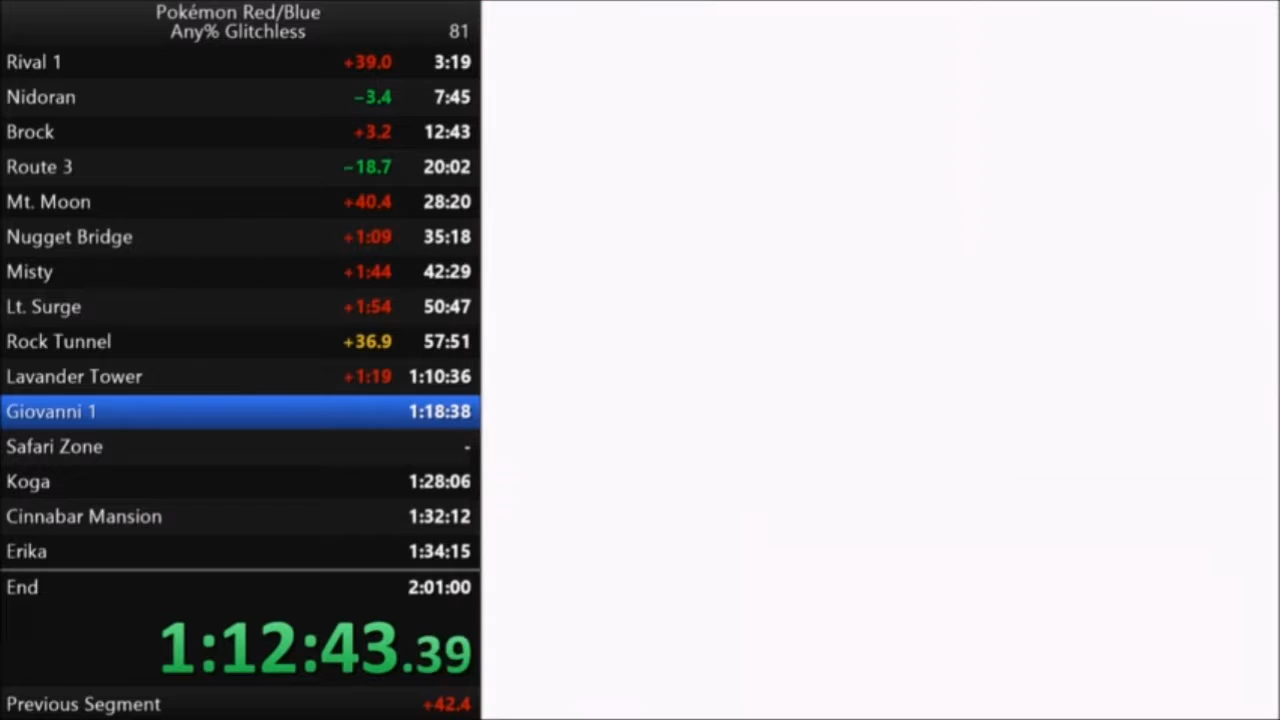 Pokémon Red/Blue
Any% Glitchless 81
Rival 1 +39.0 3:19
Nidoran −3.4 7:45
Brock +3.2 12:43
Route 3 −18.7 20:02
Mt. Moon +40.4 28:20
Nugget Bridge +1:09 35:18
Misty +1:44 42:29
Lt. Surge +1:54 50:47
Rock Tunnel +36.9 57:51
Lavander Tower +1:19 1:10:36
Giovanni 1 1:18:38
Safari Zone -
Koga 1:28:06
Cinnabar Mansion 1:32:12
Erika 1:34:15
End 2:01:00
1:12:43.39
Previous Segment +42.4